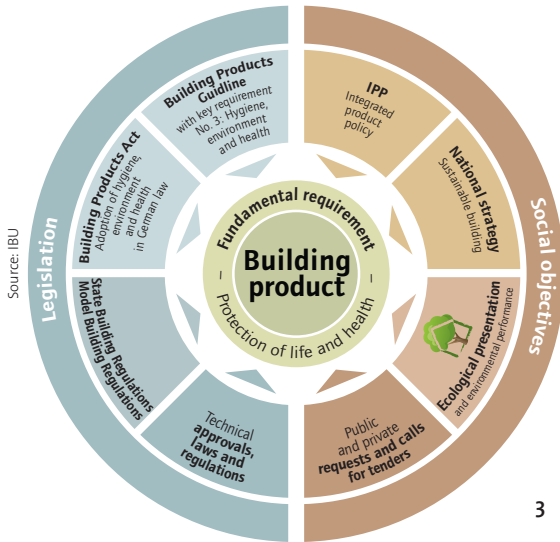 Source: IBU
Legislation
Social objectives
Building Products
Guidline
with key requirement
No. 3: Hygiene,
environment
and health
IPP
Integrated
product
policy
Building Products Act
Adoption of hygiene,
environment
and health
in German law
National strategy
Sustainable building
Fundamental requirement
Building
product
– Protection of life and health –
State Building Regulations
Model Building Regulations
Ecological presentation
and environmental performance
Technical
approvals,
laws and
regulations
Public
and private
requests and calls
for tenders
3